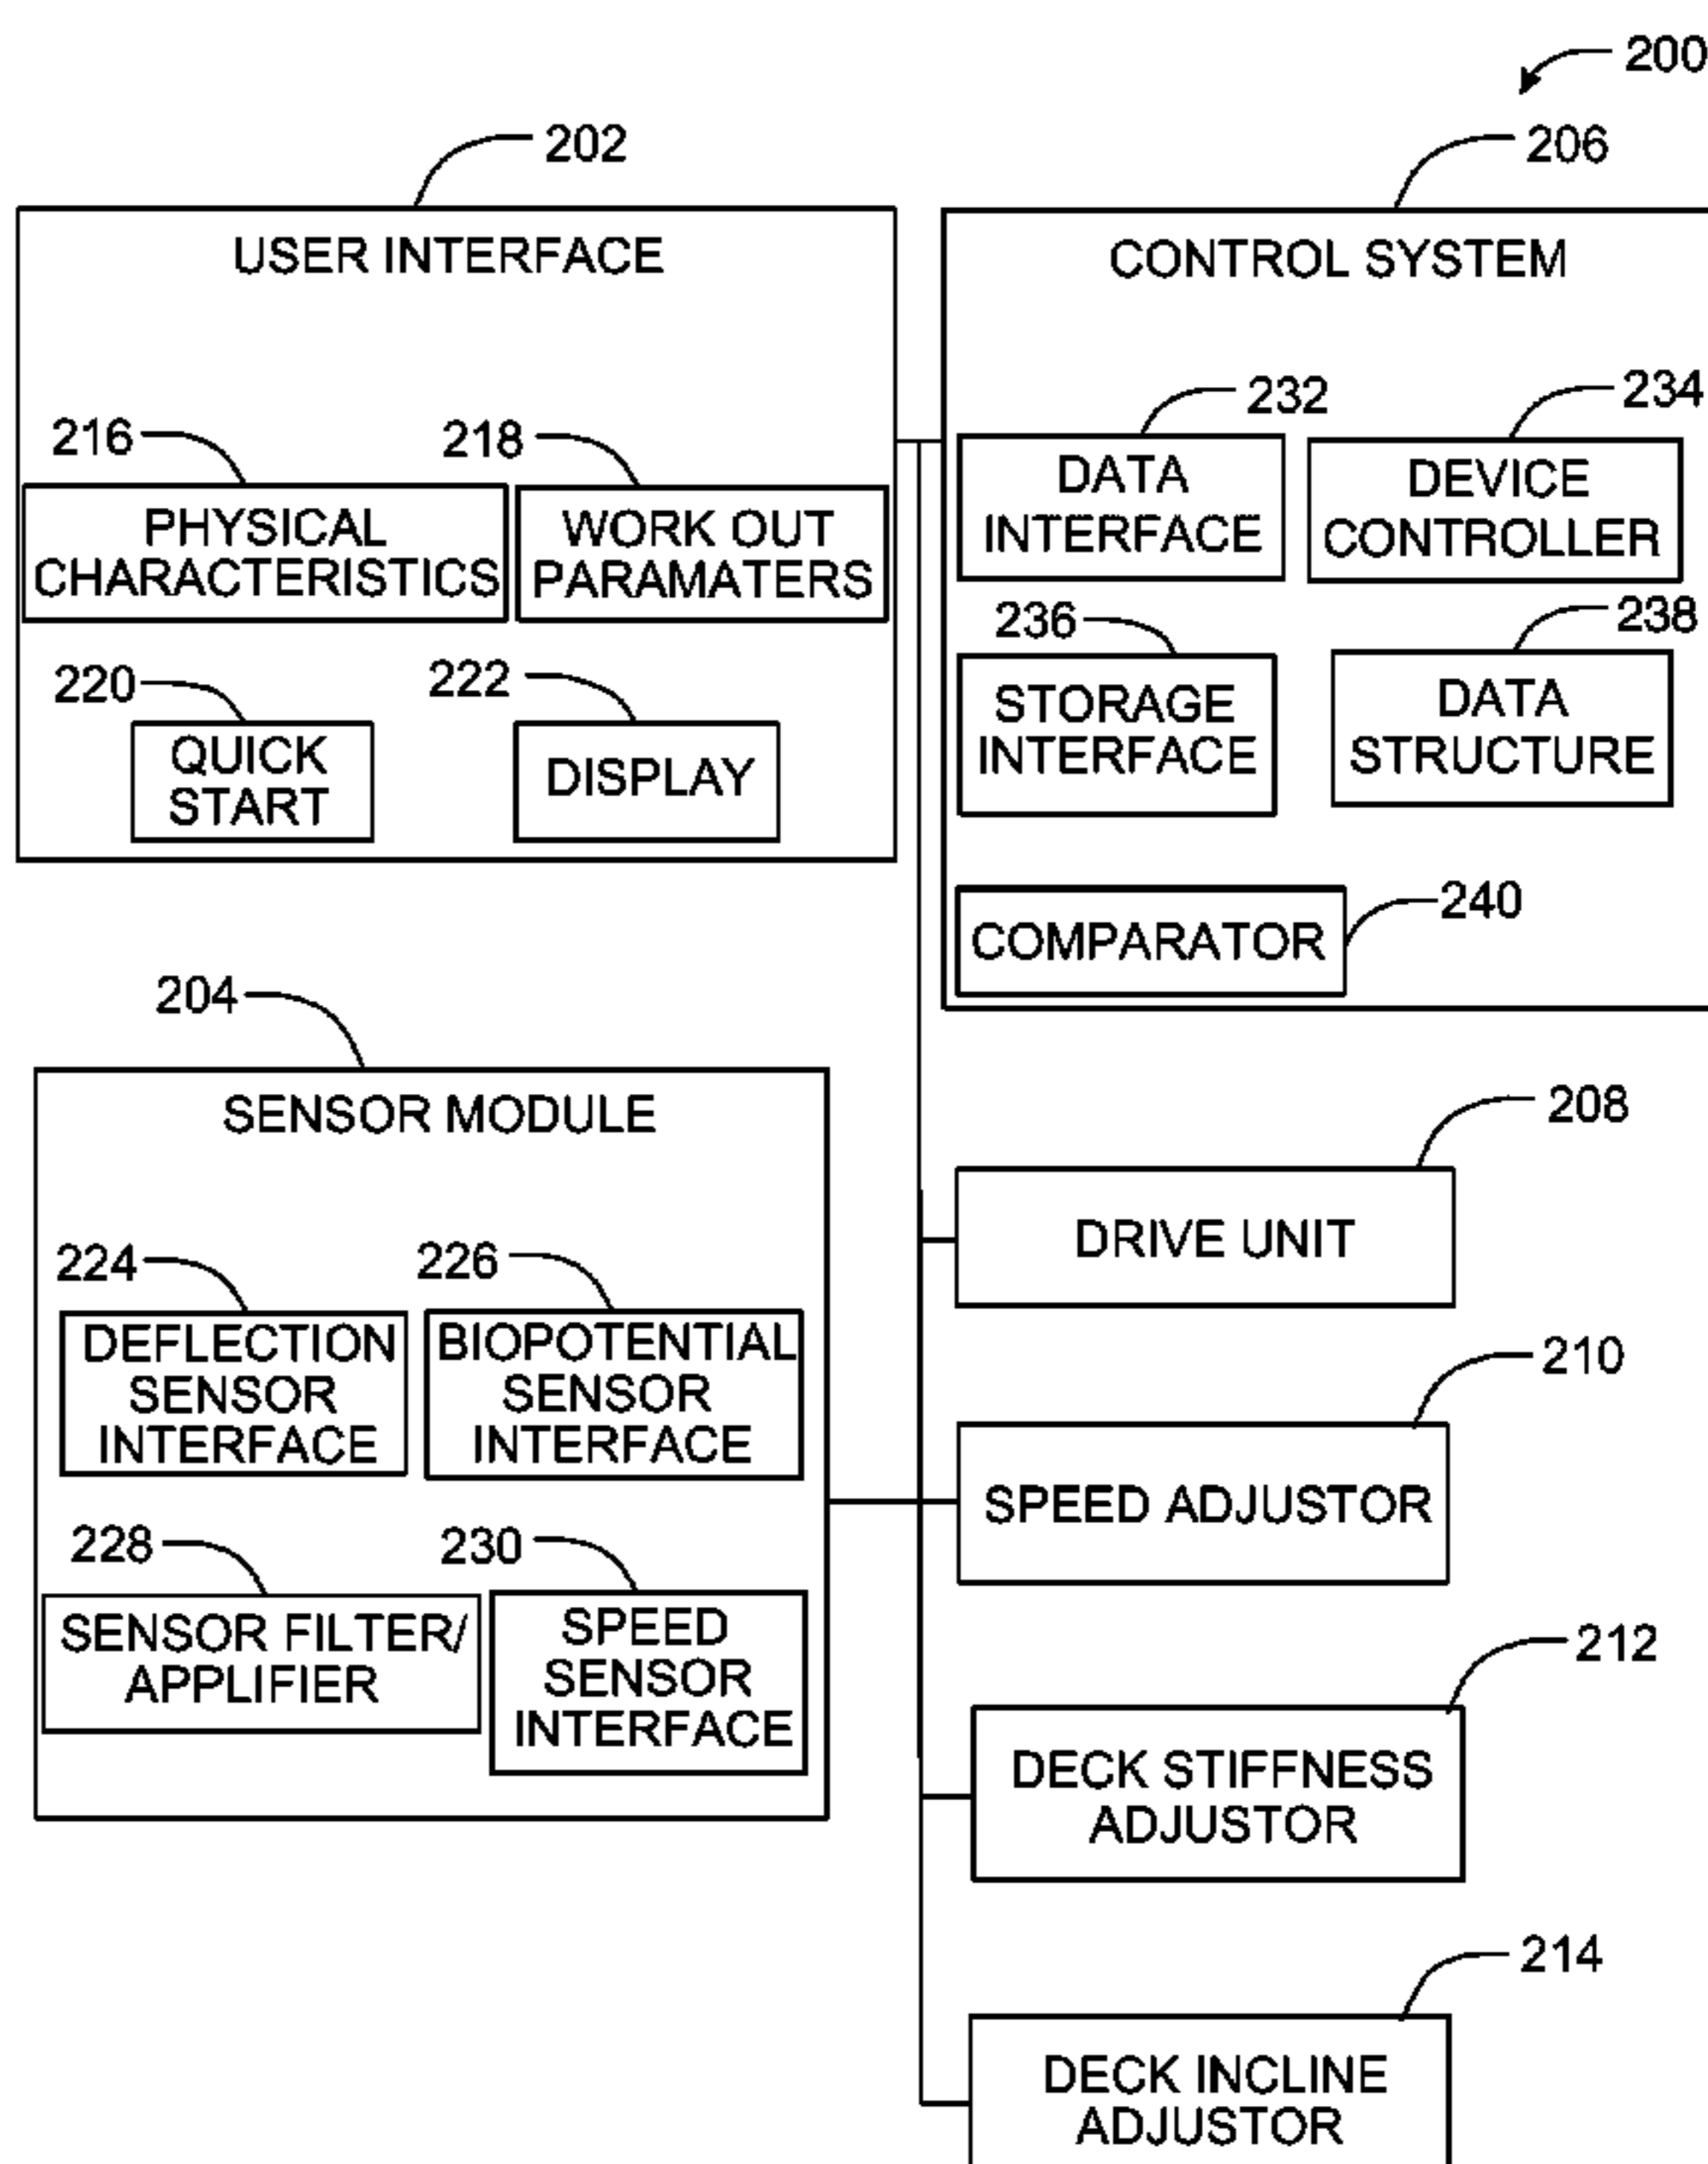 200
202
206
USER INTERFACE
CONTROL SYSTEM
216
218
232
234
PHYSICAL
CHARACTERISTICS
WORK OUT
PARAMATERS
DATA
INTERFACE
DEVICE
CONTROLLER
220
222
236
238
QUICK
START
DISPLAY
STORAGE
INTERFACE
DATA
STRUCTURE
240
COMPARATOR
204
SENSOR MODULE
208
DRIVE UNIT
224
226
DEFLECTION
SENSOR
INTERFACE
BIOPOTENTIAL
SENSOR
INTERFACE
210
SPEED ADJUSTOR
228
230
SENSOR FILTER/
APPLIFIER
SPEED
SENSOR
INTERFACE
212
DECK STIFFNESS
ADJUSTOR
214
DECK INCLINE
ADJUSTOR